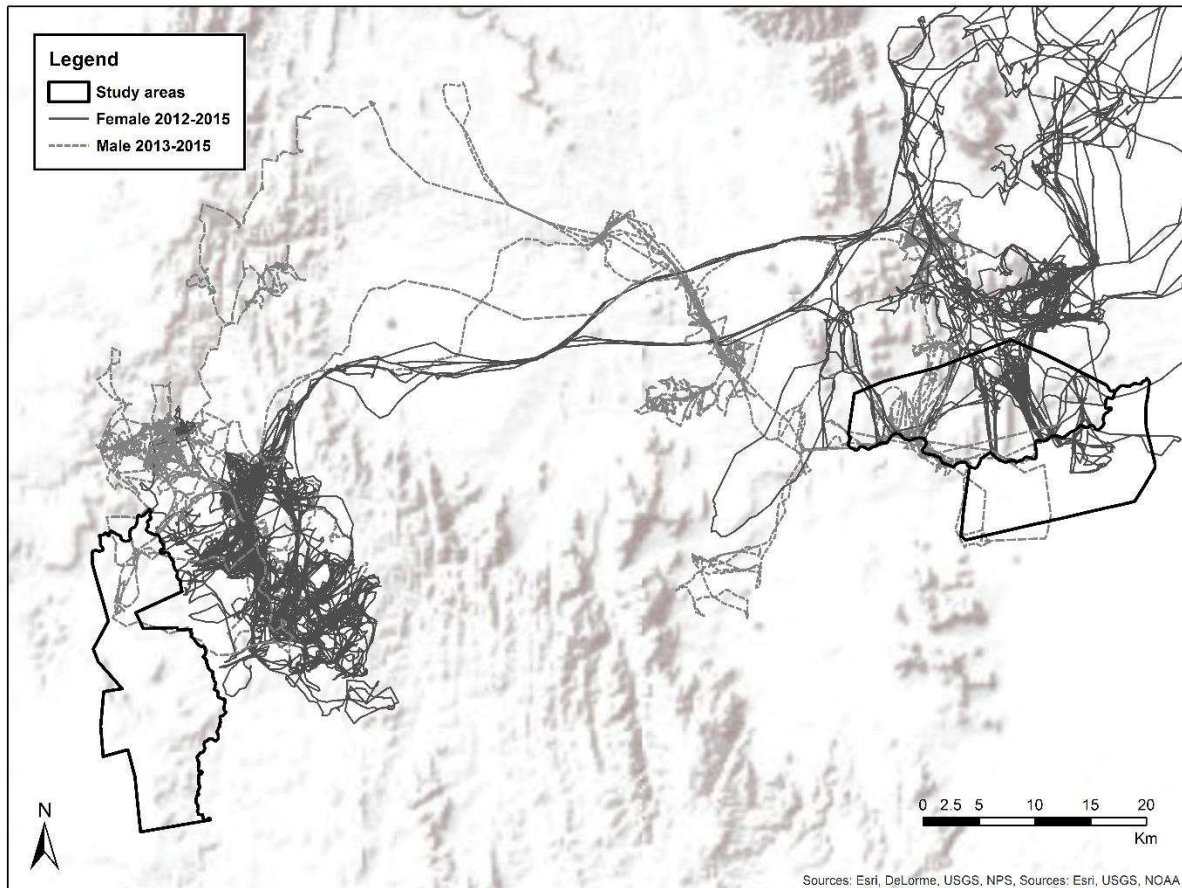 Legend
Study areas
Female 2012-2015
Male 2013-2015
N
0 2.5 5 10 15 20
Km
Sources: Esri, DeLorme, USGS, NPS, Sources: Esri, USGS, NOAA